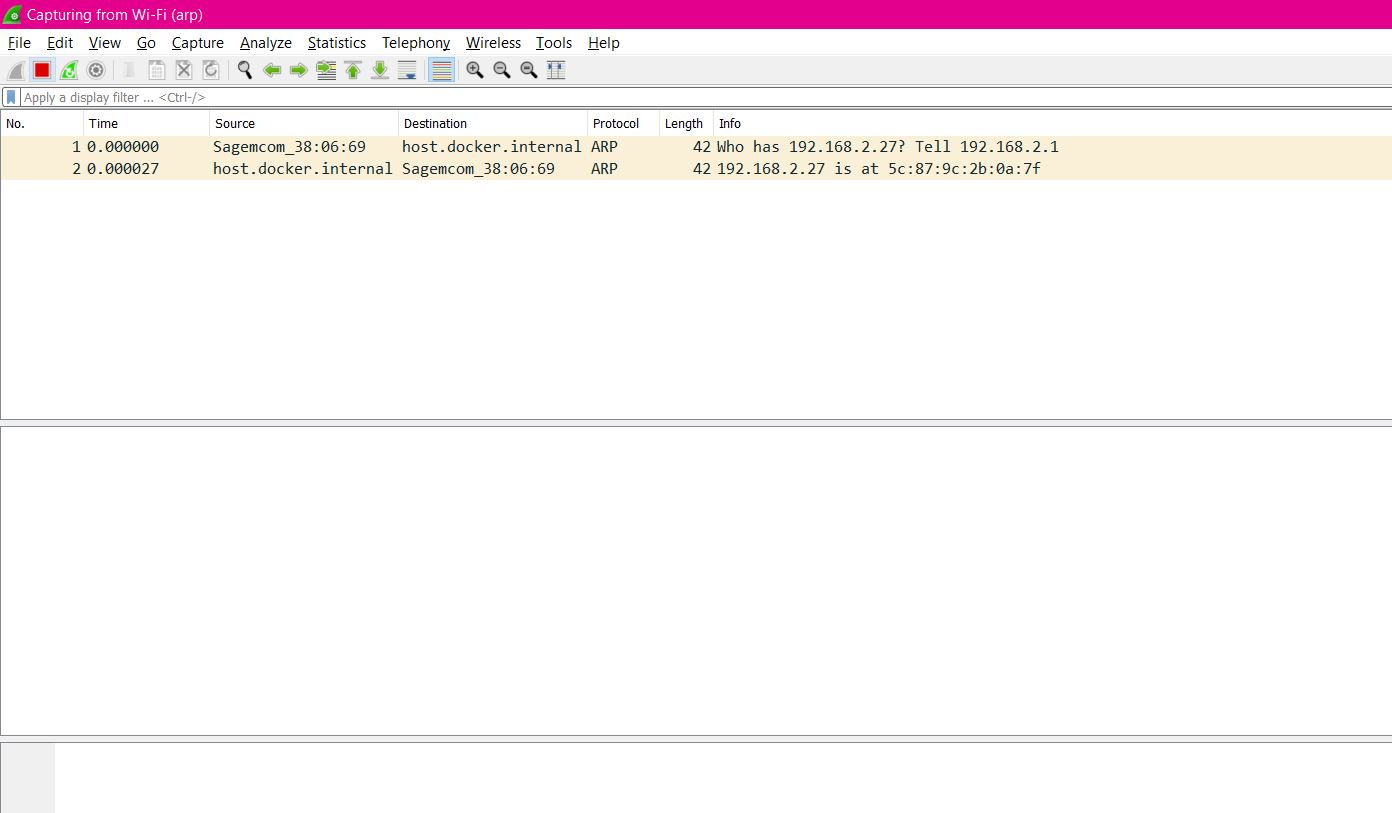 Capturing from Wi-Fi (arp)
File Edit View Go Capture Analyze Statistics Telephony Wireless Tools Help
Apply a display filter ... <Ctrl-/>
No. Time Source Destination Protocol Length Info
1 0.000000 Sagemcom_38:06:69 host.docker.internal ARP 42 Who has 192.168.2.27? Tell 192.168.2.1
2 0.000027 host.docker.internal Sagemcom_38:06:69 ARP 42 192.168.2.27 is at 5c:87:9c:2b:0a:7f